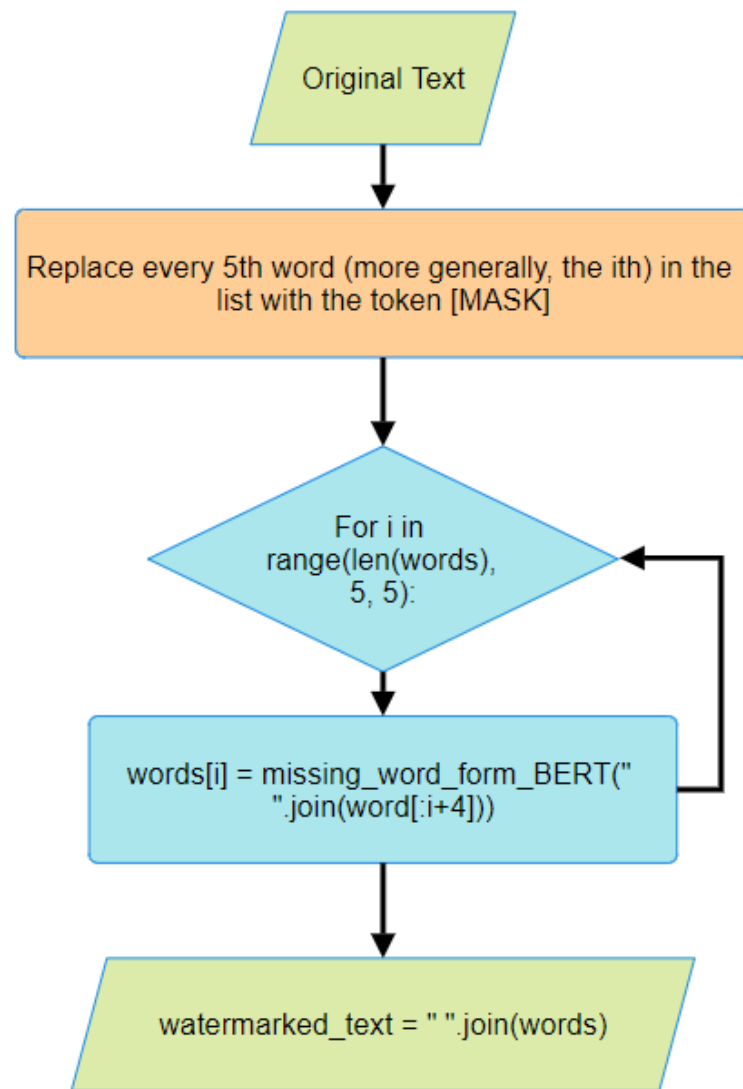 Original Text
Replace every 5th word (more generally, the ith) in the
list with the token [MASK]
For i in
range(len(words),
5, 5):
words[i] = missing_word_form_BERT("
".join(word[:i+4]))
watermarked_text = " ".join(words)